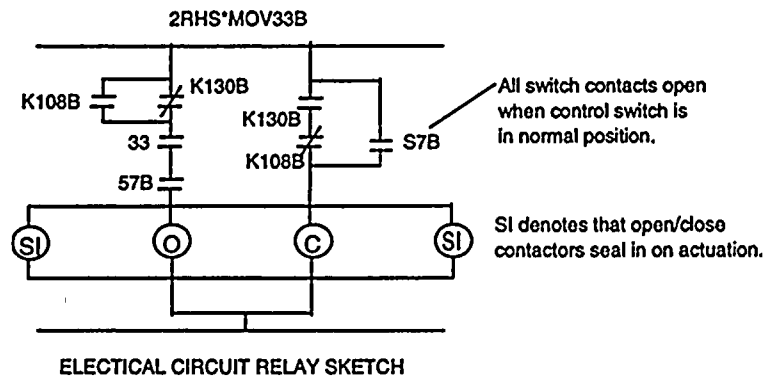 2RHS*MOV33B
K108B
K130B
33
57B
K130B
K108B
S7B
All switch contacts open
when control switch is
in normal position.
SI
O
C
SI
SI denotes that open/close
contactors seal in on actuation.
ELECTICAL CIRCUIT RELAY SKETCH